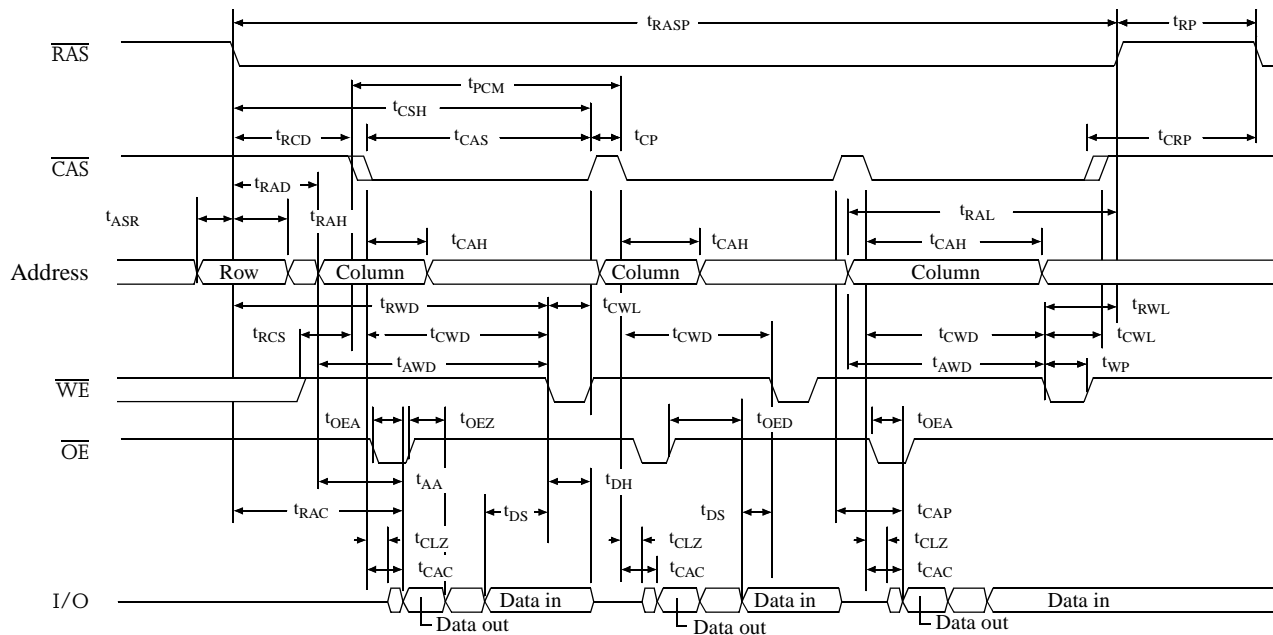 tRASP tRP
RAS
tPCM
tCSH
tRCD tCAS tCP tCRP
CAS
tRAD
tASR tRAH tRAL
tCAH tCAH tCAH
Address Row Column Column Column
tRWD tCWL tRWL
tRCS tCWD tCWD tCWD tCWL
tAWD tAWD tWP
WE
tOEA tOEZ tOED tOEA
OE
tAA tDH
tRAC tDS tDS tCAP
tCLZ tCLZ tCLZ
tCAC tCAC tCAC
I/O Data in Data in Data in
Data out Data out Data out